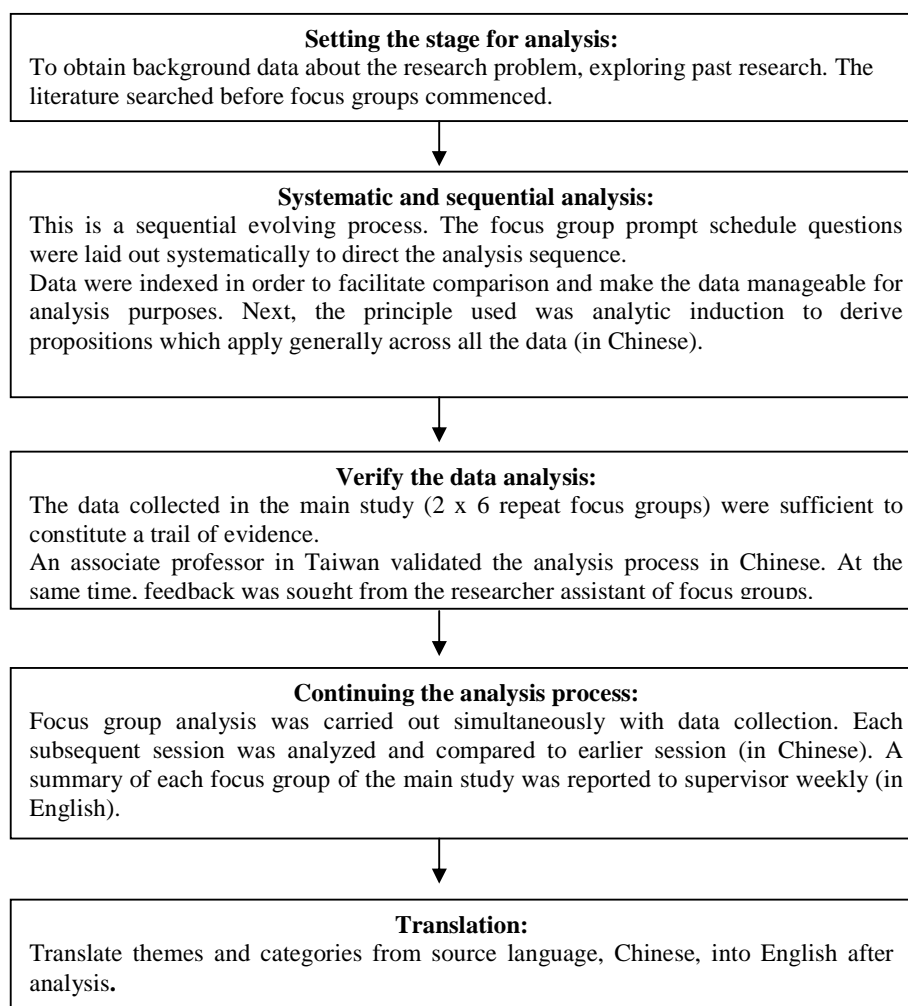 Setting the stage for analysis:
To obtain background data about the research problem, exploring past research. The
literature searched before focus groups commenced.
Systematic and sequential analysis:
This is a sequential evolving process. The focus group prompt schedule questions
were laid out systematically to direct the analysis sequence.
Data were indexed in order to facilitate comparison and make the data manageable for
analysis purposes. Next, the principle used was analytic induction to derive
propositions which apply generally across all the data (in Chinese).
Verify the data analysis:
The data collected in the main study (2 x 6 repeat focus groups) were sufficient to
constitute a trail of evidence.
An associate professor in Taiwan validated the analysis process in Chinese. At the
same time, feedback was sought from the researcher assistant of focus groups.
Continuing the analysis process:
Focus group analysis was carried out simultaneously with data collection. Each
subsequent session was analyzed and compared to earlier session (in Chinese). A
summary of each focus group of the main study was reported to supervisor weekly (in
English).
Translation:
Translate themes and categories from source language, Chinese, into English after
analysis.